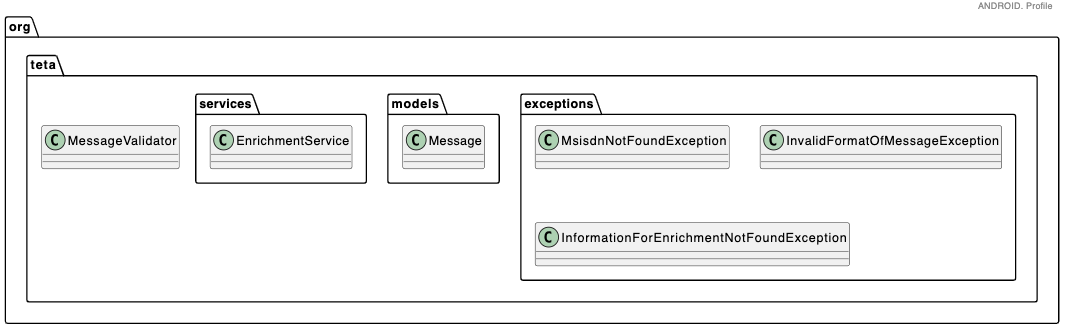 ANDROID. Profile
org
teta
services
models
exceptions
C MessageValidator
C EnrichmentService
C Message
C MsisdnNotFoundException
C InvalidFormatOfMessageException
C InformationForEnrichmentNotFoundException